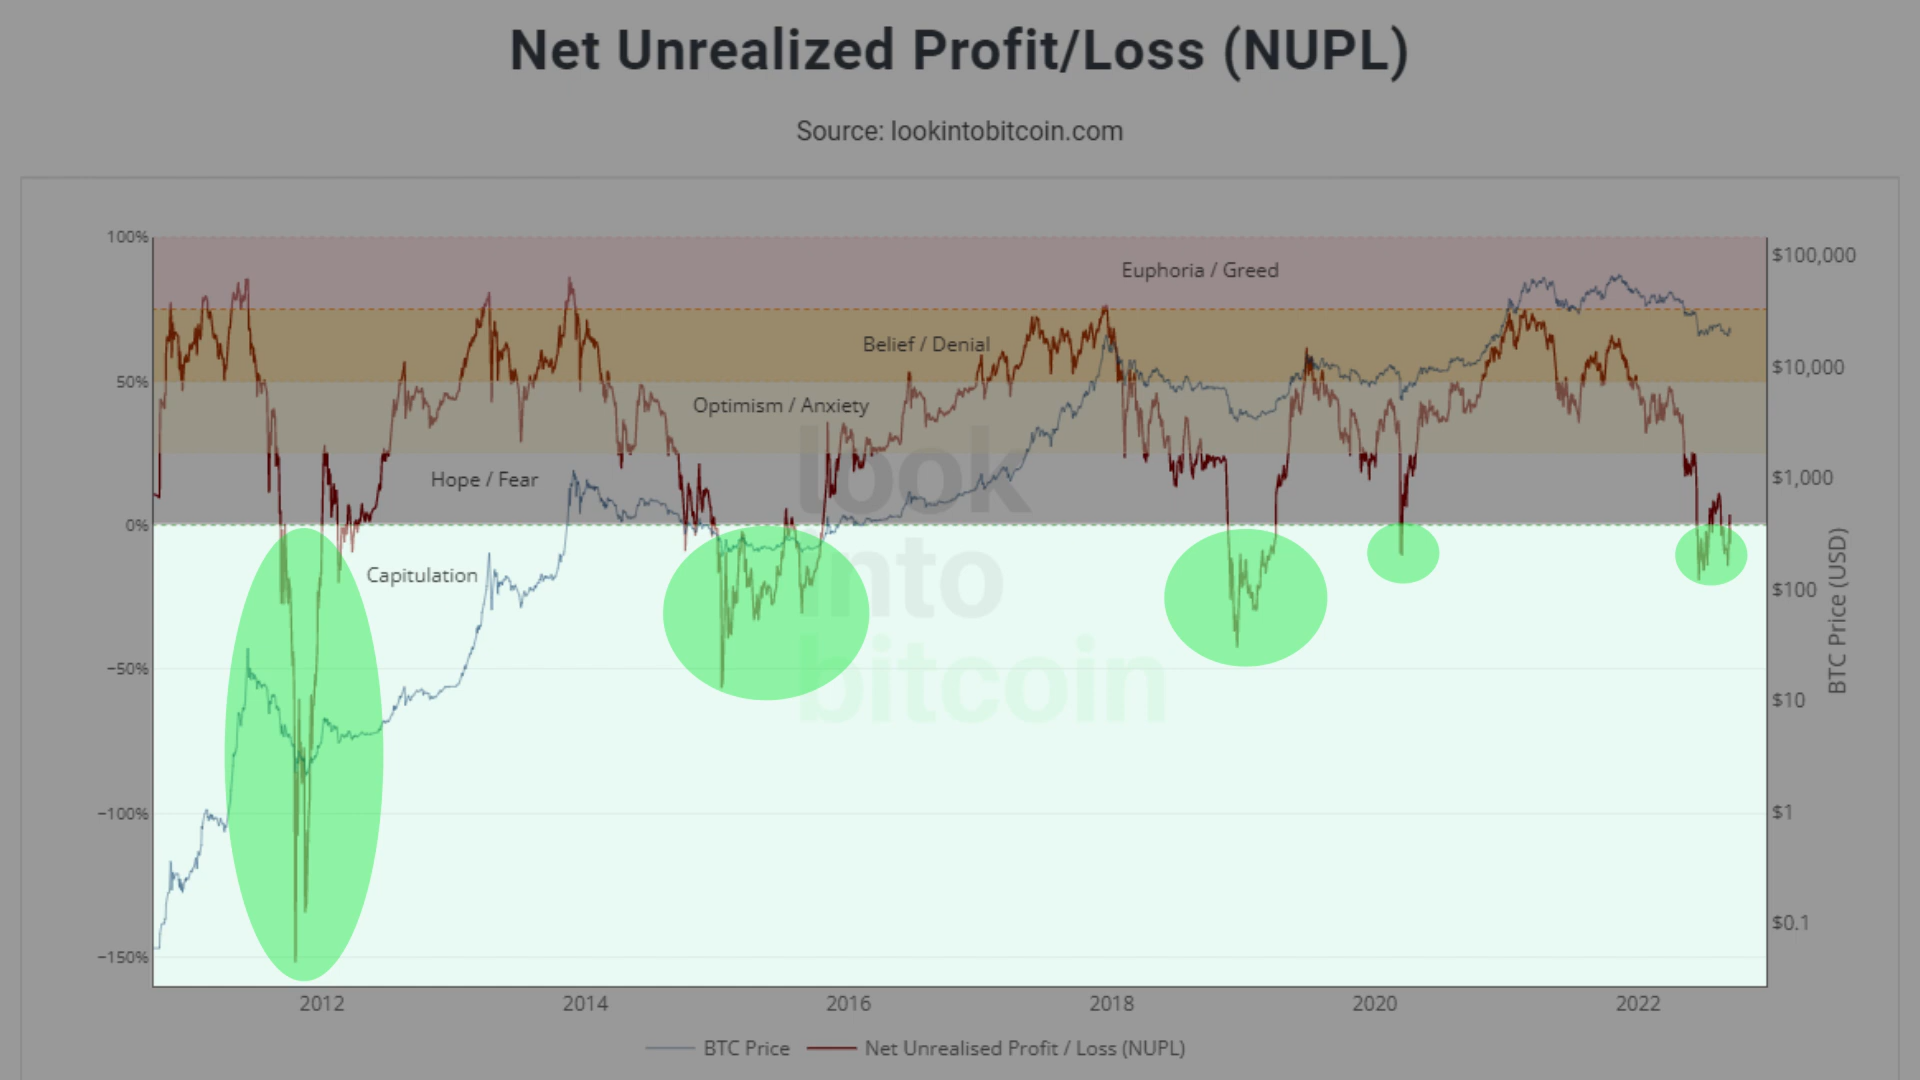 Net Unrealized Profit/Loss (NUPL)
Source: lookintobitcoin.com
100%
50%
0%
−50%
−100%
−150%
Euphoria / Greed
Belief / Denial
Optimism / Anxiety
Hope / Fear
Capitulation
look
into
bitcoin
$100,000
$10,000
$1,000
$100
$10
$1
$0.1
BTC Price (USD)
2012 2014 2016 2018 2020 2022
BTC Price Net Unrealised Profit / Loss (NUPL)